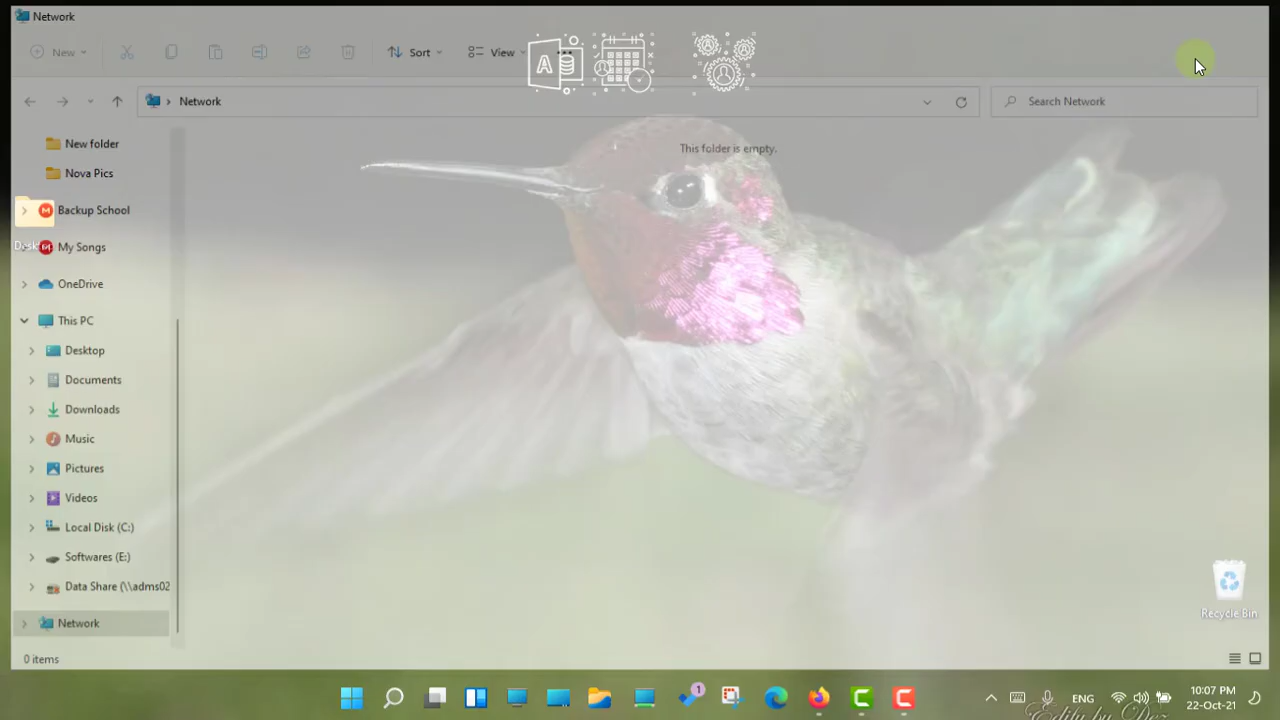 Network
New
Sort
View
Network
Search Network
This folder is empty.
New folder
Nova Pics
Backup School
My Songs
OneDrive
This PC
Desktop
Documents
Downloads
Music
Pictures
Videos
Local Disk (C:)
Softwares (E:)
Data Share (\\adms02
Network
Recycle Bin
0 items
1
ENG
10:07 PM
22-Oct-21